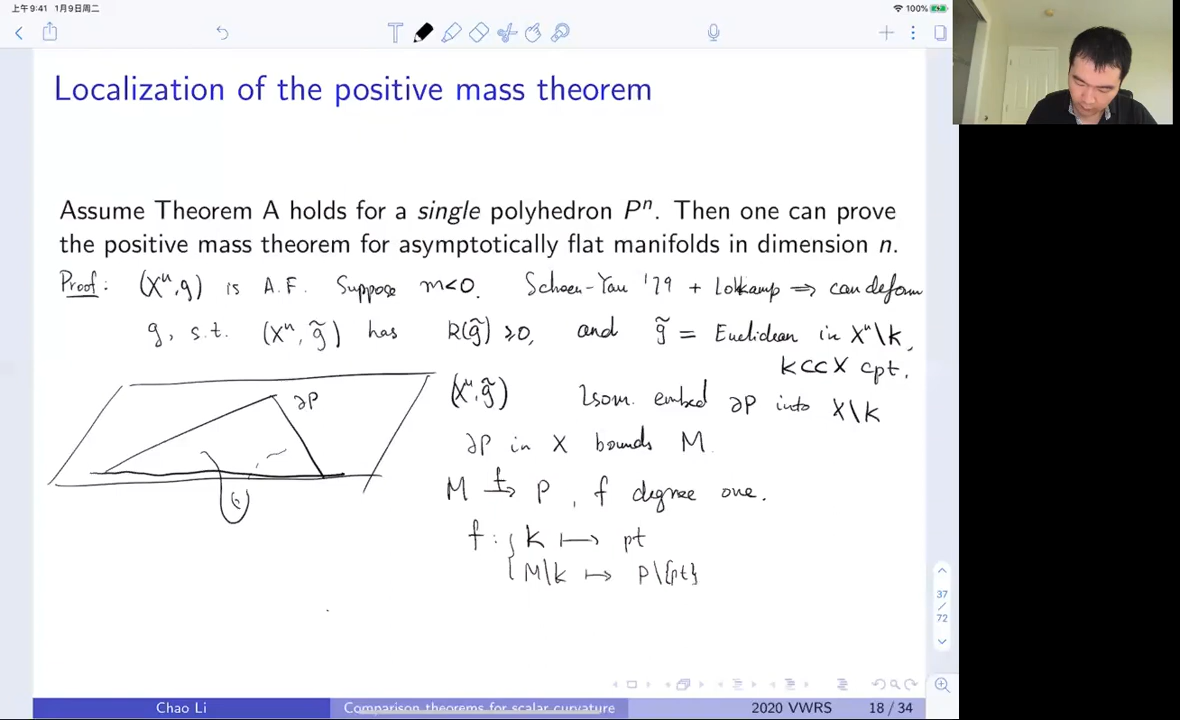 上午9:41 1月9日周二
100%
Localization of the positive mass theorem
Assume Theorem A holds for a single polyhedron Pⁿ. Then one can prove
the positive mass theorem for asymptotically flat manifolds in dimension n.
Proof: (Xⁿ, g) is A.F. Suppose m<0. Schoen-Yau '79 + Lohkamp ⟹ can deform
g, s.t. (Xⁿ, g̃) has R(g̃) ≥0, and g̃ = Euclidean in Xⁿ\K,
K⊂⊂X cpt.
∂P
(Xⁿ, g̃) Isom. embed ∂P into X\K
∂P in X bounds M.
M →f P, f degree one.
f: { K ↦ pt
M\K ↦ P\{pt}
37
/
72
Chao Li Comparison theorems for scalar curvature 2020 VWRS 18 / 34